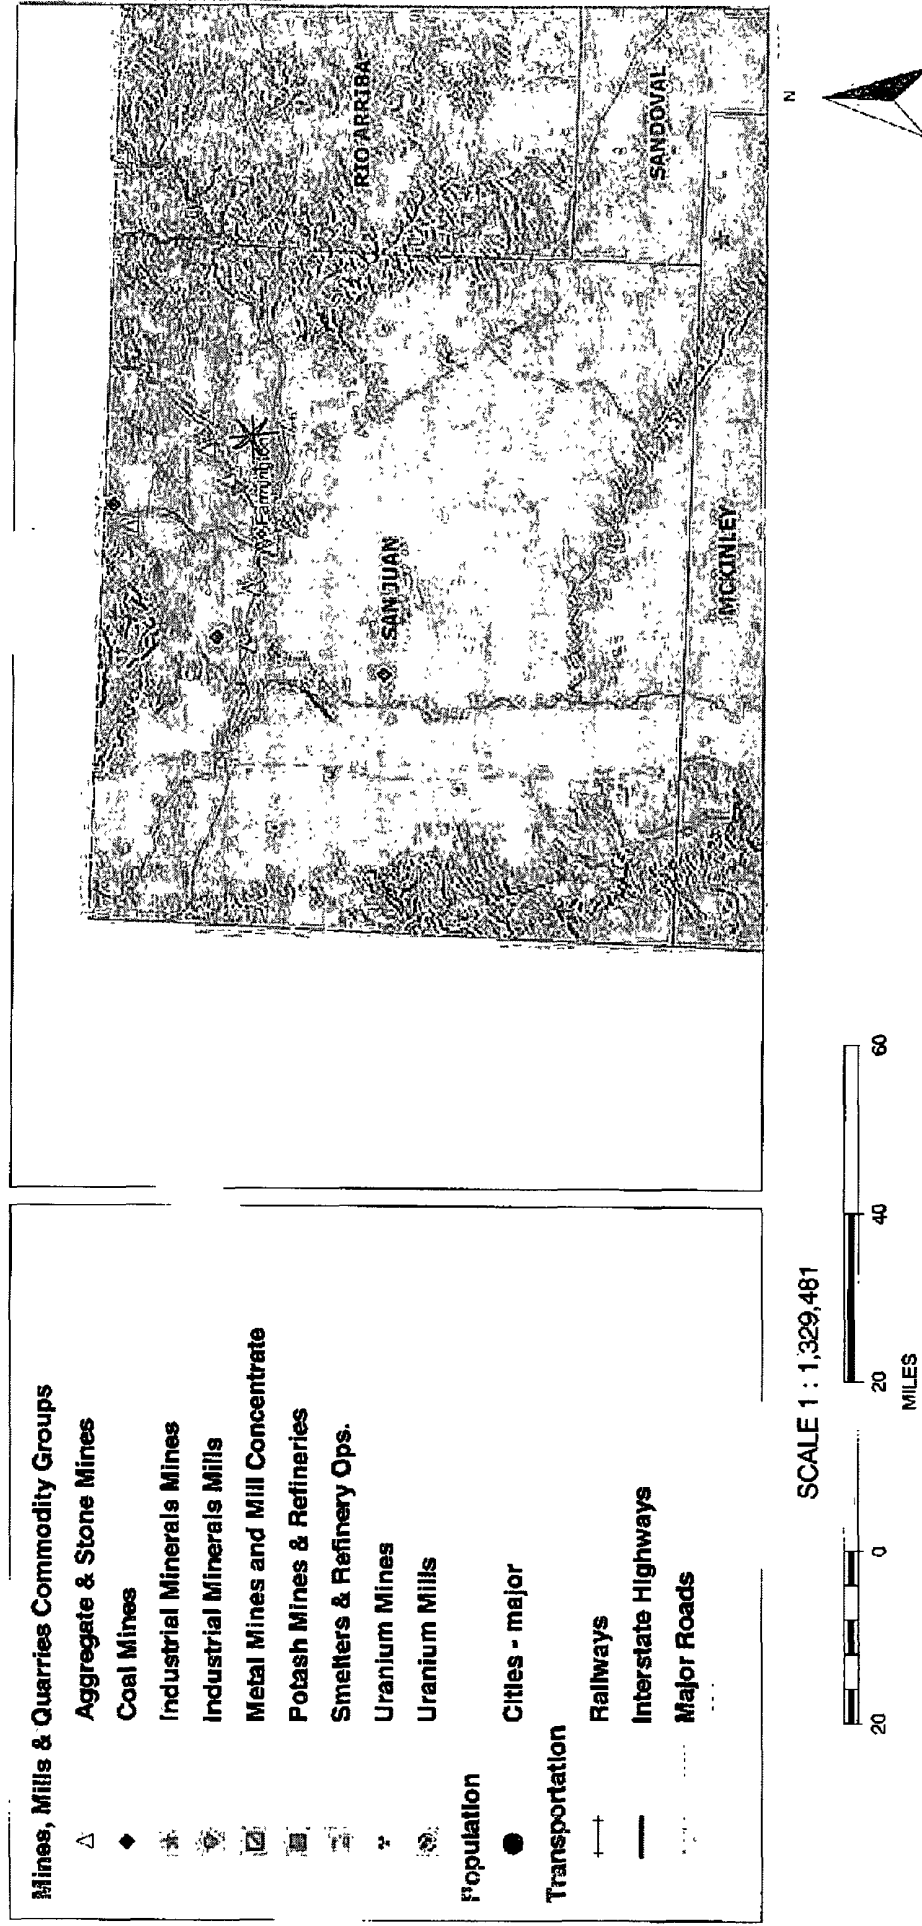 Mines, Mills & Quarries Commodity Groups
Aggregate & Stone Mines
Coal Mines
Industrial Minerals Mines
Industrial Minerals Mills
Metal Mines and Mill Concentrate
Potash Mines & Refineries
Smelters & Refinery Ops.
Uranium Mines
Uranium Mills
Population
Cities - major
Transportation
Railways
Interstate Highways
Major Roads
SAN JUAN
RIO ARRIBA
SANDOVAL
MCKINLEY
N
SCALE 1 : 1,329,481
20 0 20 40 60
MILES